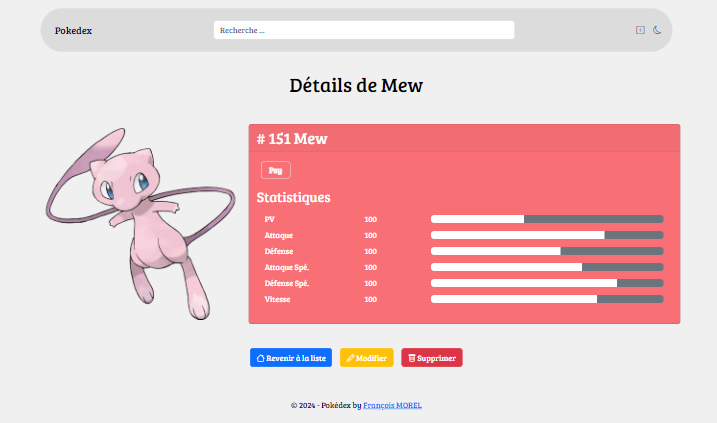 Pokedex
Recherche ...
Détails de Mew
# 151 Mew
Psy
Statistiques
PV 100
Attaque 100
Défense 100
Attaque Spé. 100
Défense Spé. 100
Vitesse 100
Revenir à la liste Modifier Supprimer
© 2024 - Pokédex by François MOREL